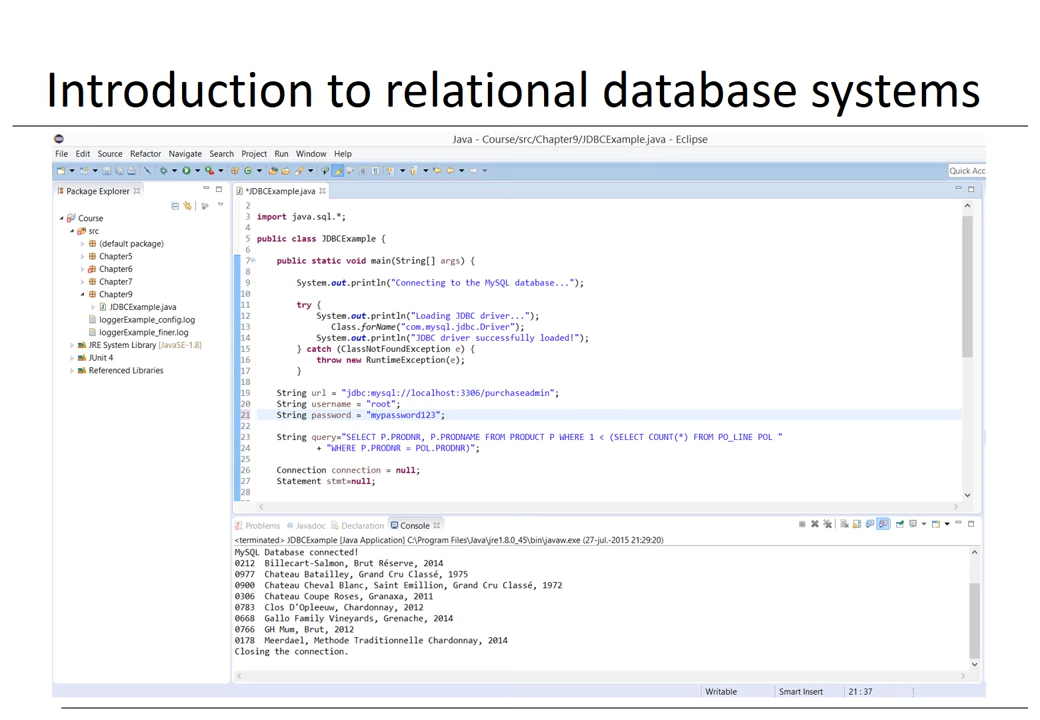 Introduction to relational database systems
Java - Course/src/Chapter9/JDBCExample.java - Eclipse
File Edit Source Refactor Navigate Search Project Run Window Help
Quick Acc
Package Explorer
Course
src
(default package)
Chapter5
Chapter6
Chapter7
Chapter9
JDBCExample.java
loggerExample_config.log
loggerExample_finer.log
JRE System Library [JavaSE-1.8]
JUnit 4
Referenced Libraries
*JDBCExample.java
2
3 import java.sql.*;
4
5 public class JDBCExample {
6
7 public static void main(String[] args) {
8
9 System.out.println("Connecting to the MySQL database...");
10
11 try {
12 System.out.println("Loading JDBC driver...");
13 Class.forName("com.mysql.jdbc.Driver");
14 System.out.println("JDBC driver successfully loaded!");
15 } catch (ClassNotFoundException e) {
16 throw new RuntimeException(e);
17 }
18
19 String url = "jdbc:mysql://localhost:3306/purchaseadmin";
20 String username = "root";
21 String password = "mypassword123";
22
23 String query="SELECT P.PRODNR, P.PRODNAME FROM PRODUCT P WHERE 1 < (SELECT COUNT(*) FROM PO_LINE POL "
24 + "WHERE P.PRODNR = POL.PRODNR)";
25
26 Connection connection = null;
27 Statement stmt=null;
28
Problems Javadoc Declaration Console
<terminated> JDBCExample [Java Application] C:\Program Files\Java\jre1.8.0_45\bin\javaw.exe (27-jul.-2015 21:29:20)
MySQL Database connected!
0212 Billecart-Salmon, Brut Réserve, 2014
0977 Chateau Batailley, Grand Cru Classé, 1975
0900 Chateau Cheval Blanc, Saint Emillion, Grand Cru Classé, 1972
0306 Chateau Coupe Roses, Granaxa, 2011
0783 Clos D'Opleeuw, Chardonnay, 2012
0668 Gallo Family Vineyards, Grenache, 2014
0766 GH Mum, Brut, 2012
0178 Meerdael, Methode Traditionnelle Chardonnay, 2014
Closing the connection.
Writable Smart Insert 21 : 37